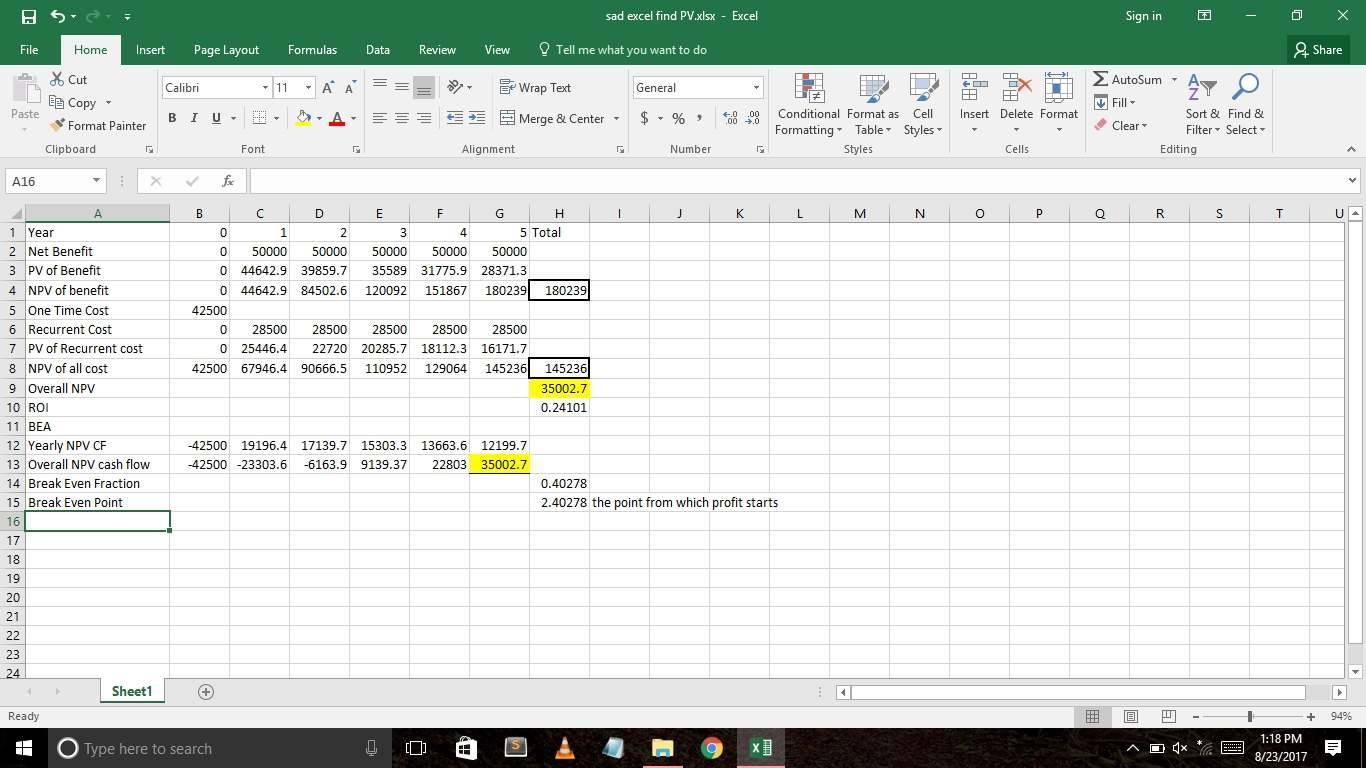 sad excel find PV.xlsx - Excel
Sign in
File Home Insert Page Layout Formulas Data Review View Tell me what you want to do Share
Paste
Cut
Copy
Format Painter
Clipboard
Calibri 11 A A
B I U A
Font
Wrap Text
Merge & Center
Alignment
General
$ % ,
Number
Conditional Formatting
Format as Table
Cell Styles
Styles
Insert Delete Format
Cells
AutoSum
Fill
Clear
Sort & Filter
Find & Select
Editing
A16 fx
A B C D E F G H I J K L M N O P Q R S T U
1 Year 0 1 2 3 4 5 Total
2 Net Benefit 0 50000 50000 50000 50000 50000
3 PV of Benefit 0 44642.9 39859.7 35589 31775.9 28371.3
4 NPV of benefit 0 44642.9 84502.6 120092 151867 180239 180239
5 One Time Cost 42500
6 Recurrent Cost 0 28500 28500 28500 28500 28500
7 PV of Recurrent cost 0 25446.4 22720 20285.7 18112.3 16171.7
8 NPV of all cost 42500 67946.4 90666.5 110952 129064 145236 145236
9 Overall NPV 35002.7
10 ROI 0.24101
11 BEA
12 Yearly NPV CF -42500 19196.4 17139.7 15303.3 13663.6 12199.7
13 Overall NPV cash flow -42500 -23303.6 -6163.9 9139.37 22803 35002.7
14 Break Even Fraction 0.40278
15 Break Even Point 2.40278 the point from which profit starts
16
17
18
19
20
21
22
23
24
Sheet1
Ready 94%
Type here to search
1:18 PM
8/23/2017